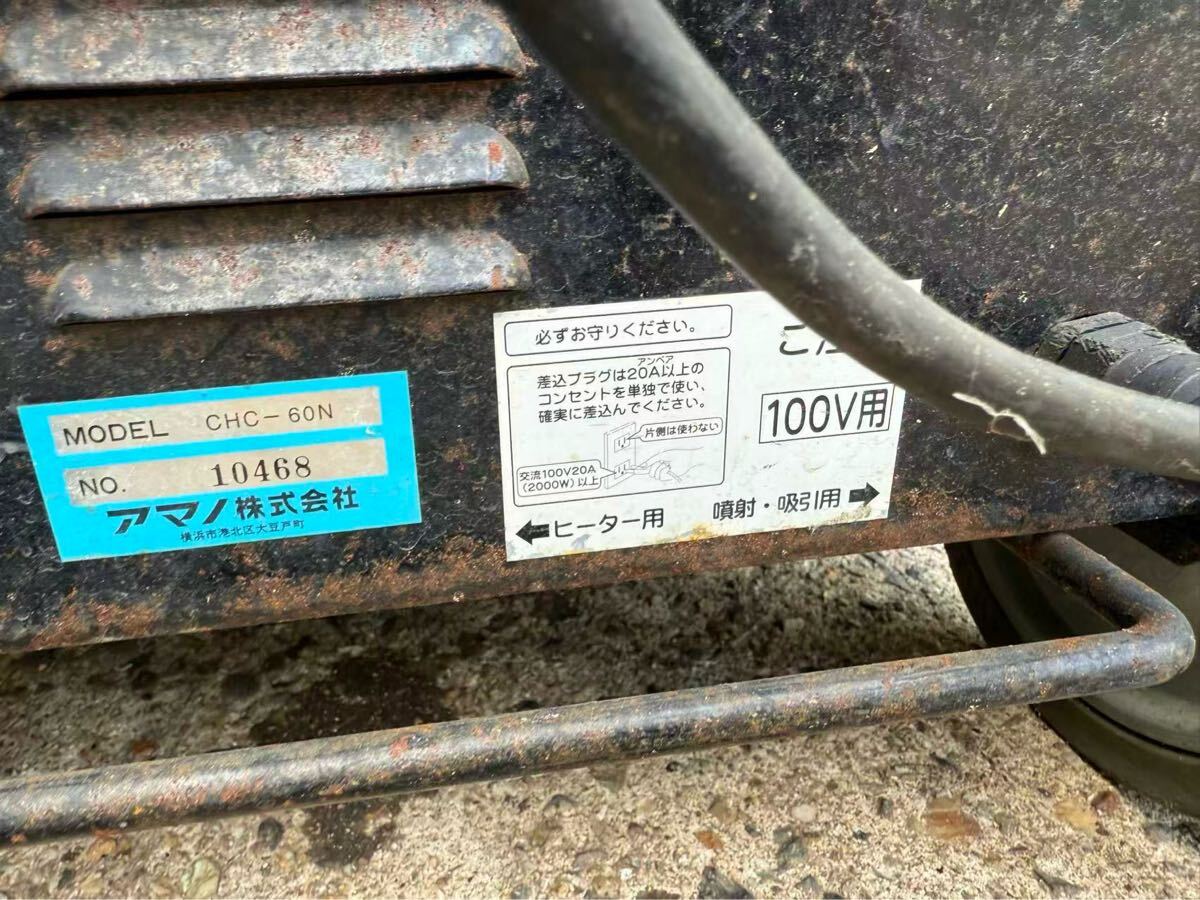 MODEL CHC-60N
NO. 10468
アマノ株式会社
横浜市港北区大豆戸町
必ずお守りください。
アンペア
差込プラグは20A以上の
コンセントを単独で使い、
確実に差込んでください。
片側は使わない
交流100V20A
(2000W)以上
ご
100V用
ヒーター用
噴射・吸引用